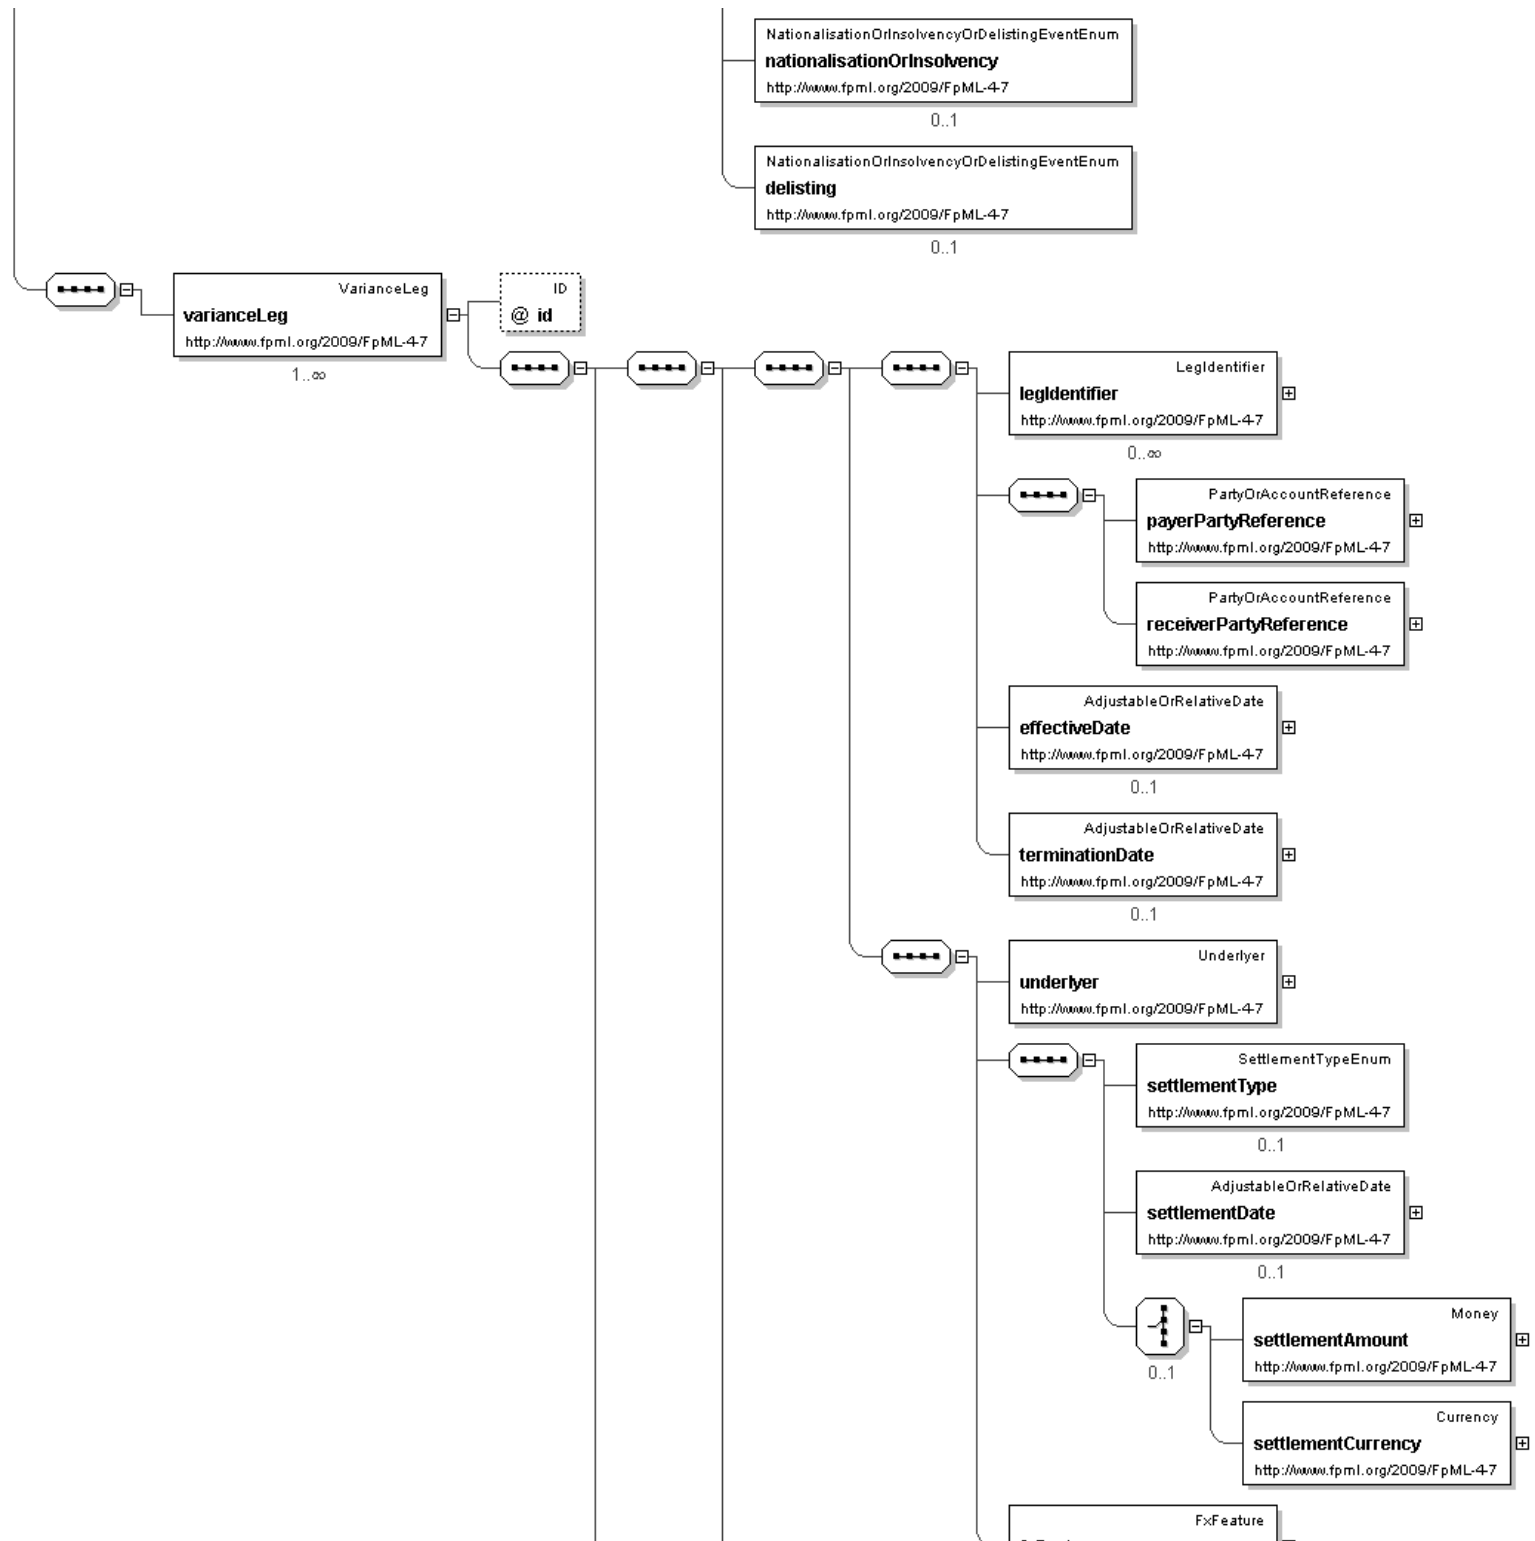 NationalisationOrInsolvencyOrDelistingEventEnum
nationalisationOrInsolvency
http://www.fpml.org/2009/FpML-4-7
0..1
NationalisationOrInsolvencyOrDelistingEventEnum
delisting
http://www.fpml.org/2009/FpML-4-7
0..1
VarianceLeg
varianceLeg
http://www.fpml.org/2009/FpML-4-7
1..∞
ID
@ id
LegIdentifier
legIdentifier
http://www.fpml.org/2009/FpML-4-7
0..∞
PartyOrAccountReference
payerPartyReference
http://www.fpml.org/2009/FpML-4-7
PartyOrAccountReference
receiverPartyReference
http://www.fpml.org/2009/FpML-4-7
AdjustableOrRelativeDate
effectiveDate
http://www.fpml.org/2009/FpML-4-7
0..1
AdjustableOrRelativeDate
terminationDate
http://www.fpml.org/2009/FpML-4-7
0..1
Underlyer
underlyer
http://www.fpml.org/2009/FpML-4-7
SettlementTypeEnum
settlementType
http://www.fpml.org/2009/FpML-4-7
0..1
AdjustableOrRelativeDate
settlementDate
http://www.fpml.org/2009/FpML-4-7
0..1
0..1
Money
settlementAmount
http://www.fpml.org/2009/FpML-4-7
Currency
settlementCurrency
http://www.fpml.org/2009/FpML-4-7
FxFeature